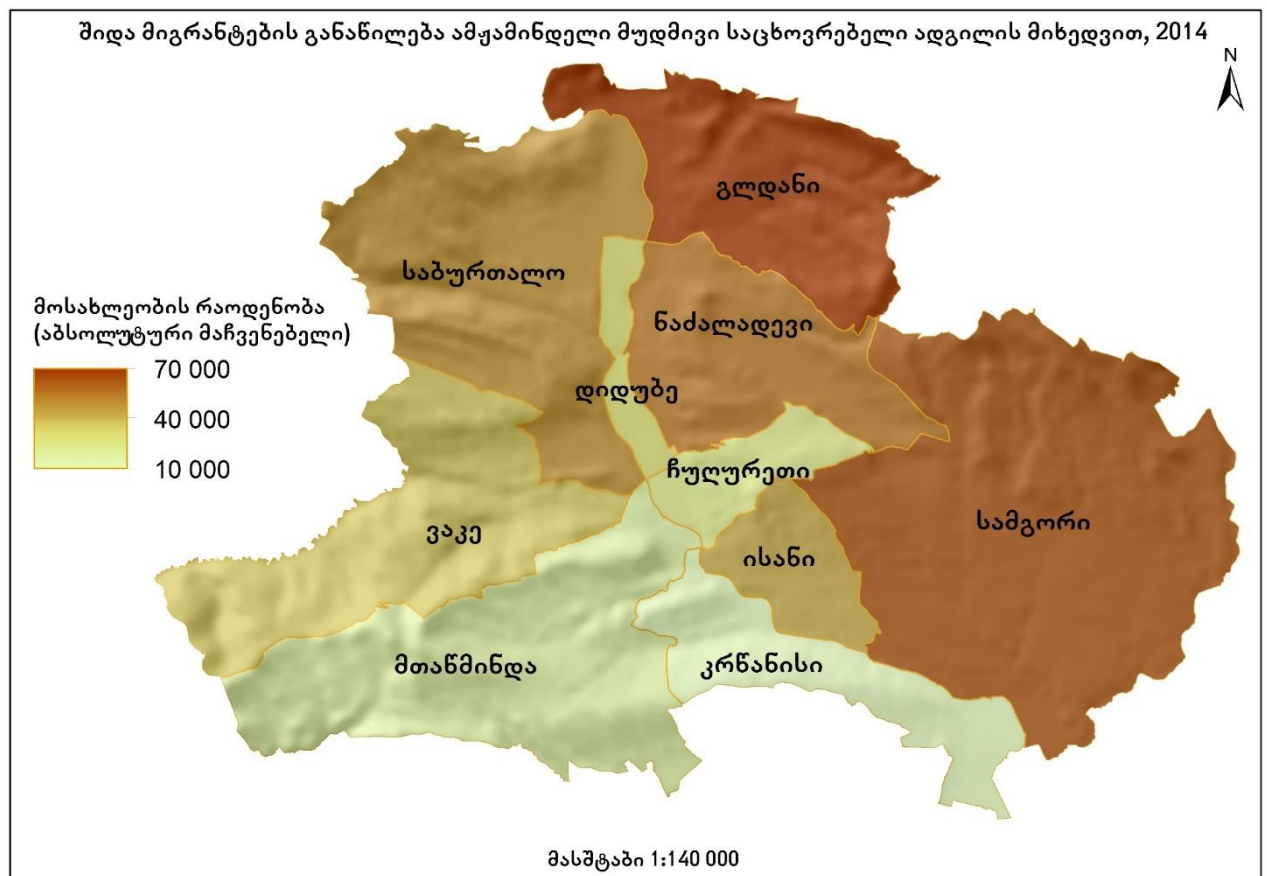 შიდა მიგრანტების განაწილება ამჟამინდელი მუდმივი საცხოვრებელი ადგილის მიხედვით, 2014
N
გლდანი
საბურთალო
მოსახლეობის რაოდენობა
(აბსოლუტური მაჩვენებელი)
ნაძალადევი
70 000
დიდუბე
40 000
10 000
ჩუღურეთი
სამგორი
ვაკე
ისანი
მთაწმინდა
კრწანისი
მასშტაბი 1:140 000